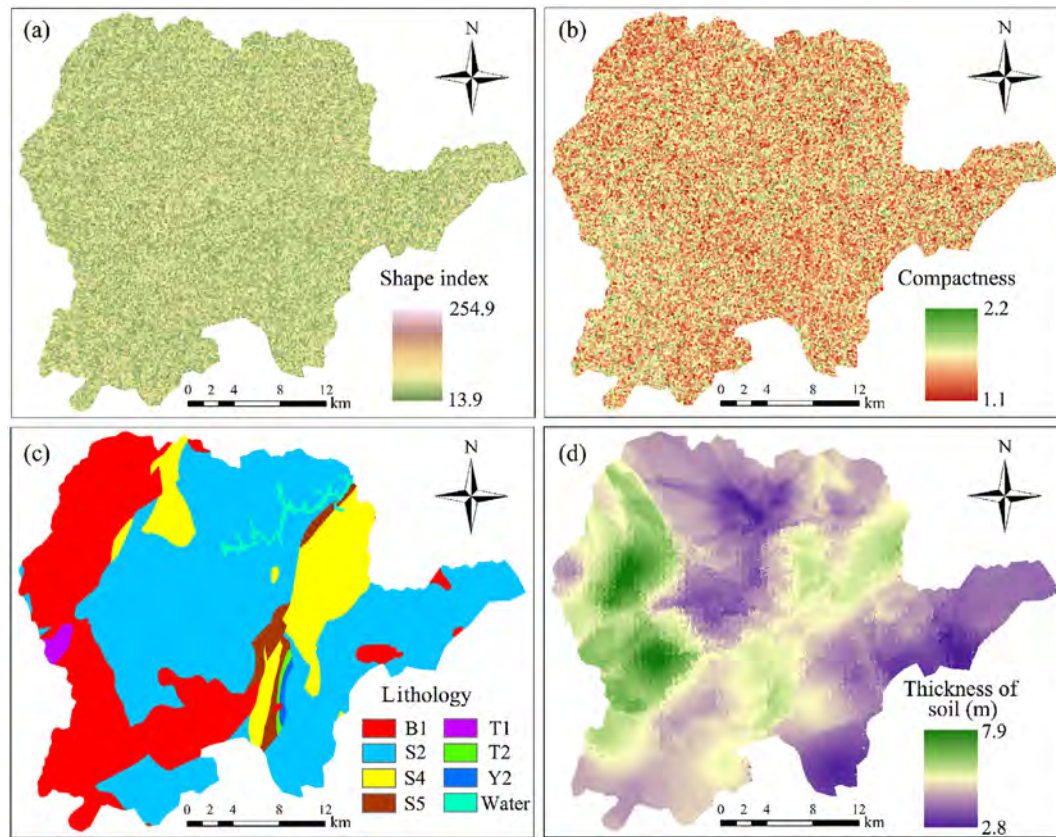 (a)
N
Shape index
254.9
13.9
0 2 4 8 12
km
(b)
N
Compactness
2.2
1.1
0 2 4 8 12
km
(c)
N
Lithology
B1 T1
S2 T2
S4 Y2
S5 Water
0 2 4 8 12
km
(d)
N
Thickness of
soil (m)
7.9
2.8
0 2 4 8 12
km